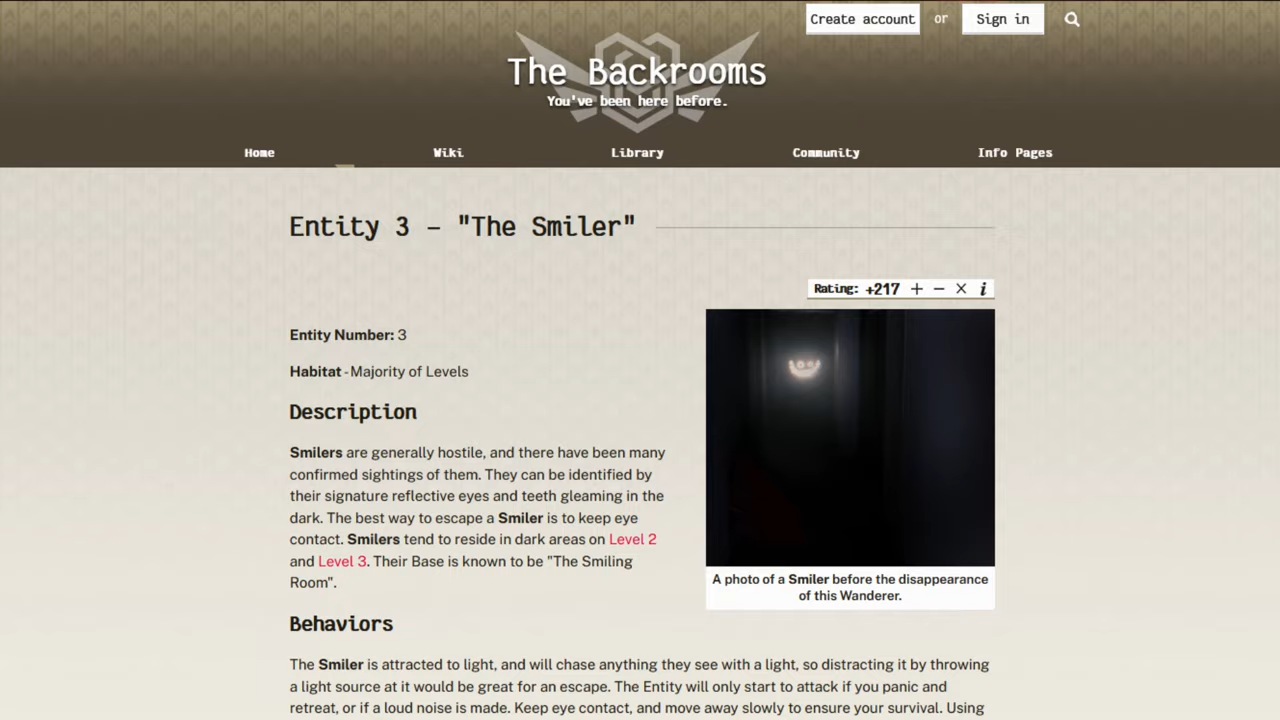 Create account or Sign in
The Backrooms
You've been here before.
Home Wiki Library Community Info Pages
Entity 3 – "The Smiler"
Rating: +217 + − × i
Entity Number: 3
Habitat - Majority of Levels
Description
Smilers are generally hostile, and there have been many
confirmed sightings of them. They can be identified by
their signature reflective eyes and teeth gleaming in the
dark. The best way to escape a Smiler is to keep eye
contact. Smilers tend to reside in dark areas on Level 2
and Level 3. Their Base is known to be "The Smiling
Room".
A photo of a Smiler before the disappearance
of this Wanderer.
Behaviors
The Smiler is attracted to light, and will chase anything they see with a light, so distracting it by throwing
a light source at it would be great for an escape. The Entity will only start to attack if you panic and
retreat, or if a loud noise is made. Keep eye contact, and move away slowly to ensure your survival. Using